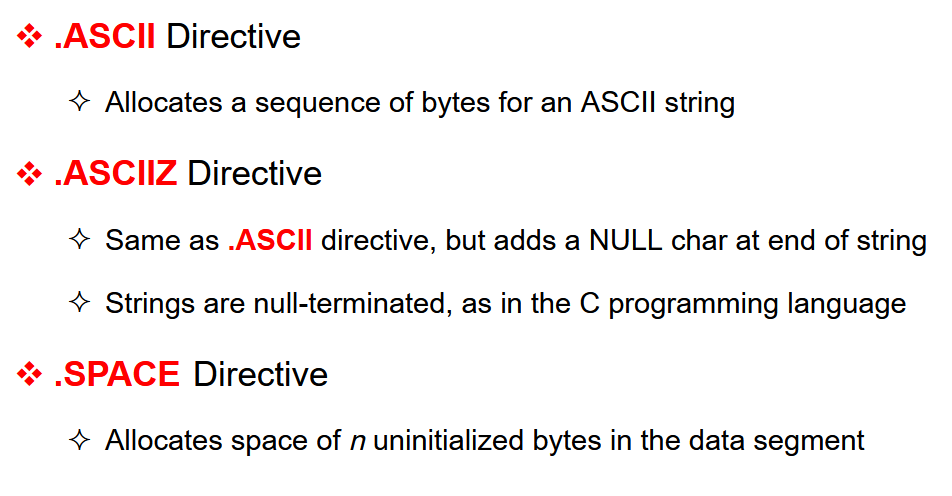 ❖ .ASCII Directive
✧ Allocates a sequence of bytes for an ASCII string
❖ .ASCIIZ Directive
✧ Same as .ASCII directive, but adds a NULL char at end of string
✧ Strings are null-terminated, as in the C programming language
❖ .SPACE Directive
✧ Allocates space of n uninitialized bytes in the data segment